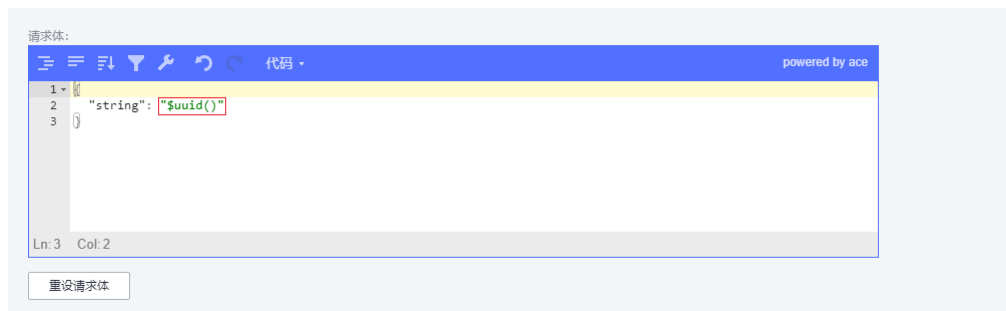 请求体:
代码
powered by ace
1 {
2 "string": "$uuid()"
3 }
Ln: 3 Col: 2
重设请求体